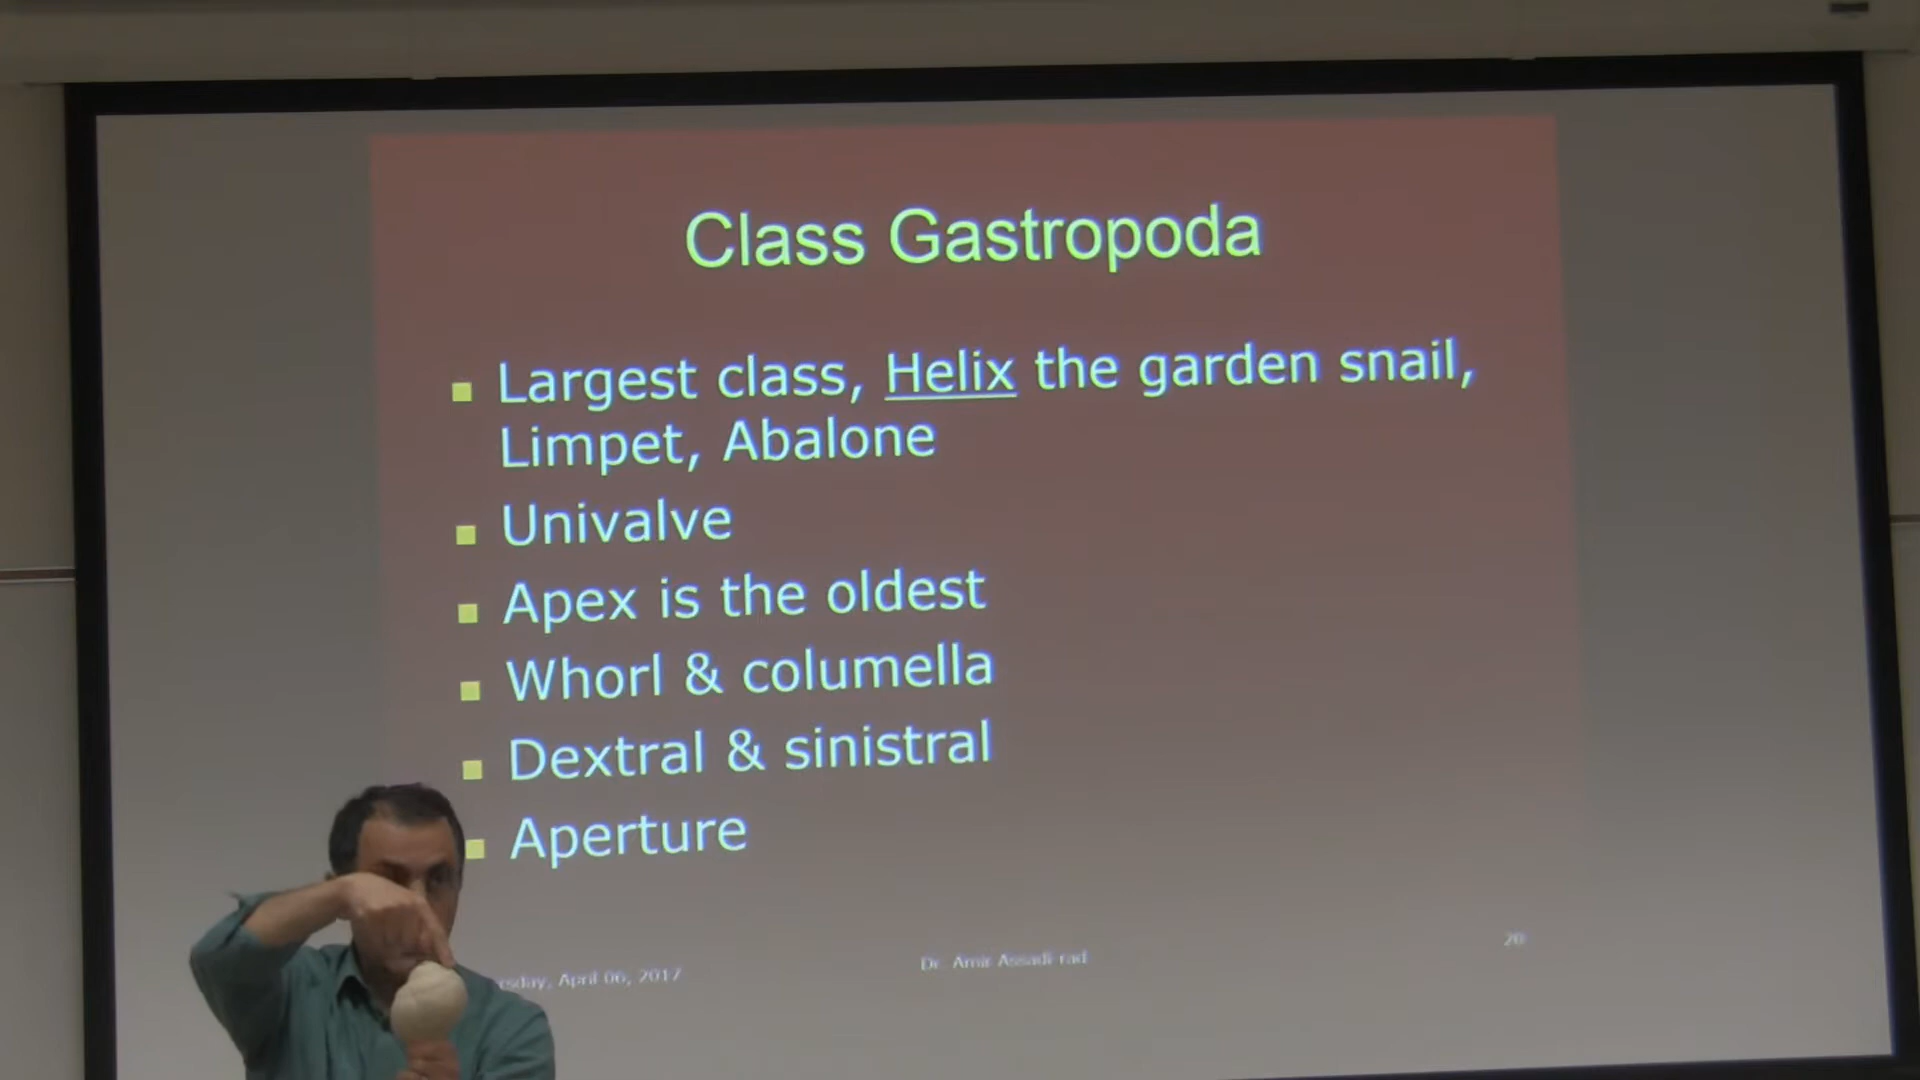 Class Gastropoda
■ Largest class, Helix the garden snail,
Limpet, Abalone
■ Univalve
■ Apex is the oldest
■ Whorl & columella
■ Dextral & sinistral
■ Aperture
April 06, 2017
Dr. Amir Assadi-rad
20